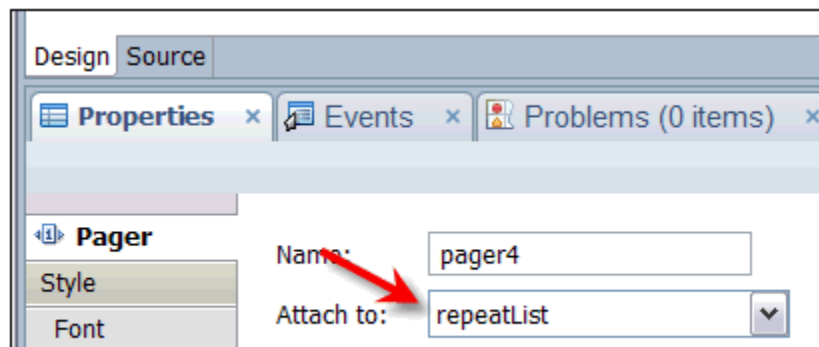 Design Source
Properties Events Problems (0 items)
Pager
Name: pager4
Style
Attach to: repeatList
Font